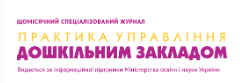 ЩОМІСЯЧНИЙ СПЕЦІАЛІЗОВАНИЙ ЖУРНАЛ
ПРАКТИКА УПРАВЛІННЯ
ДОШКІЛЬНИМ ЗАКЛАДОМ
Видається за інформаційної підтримки Міністерства освіти і науки України